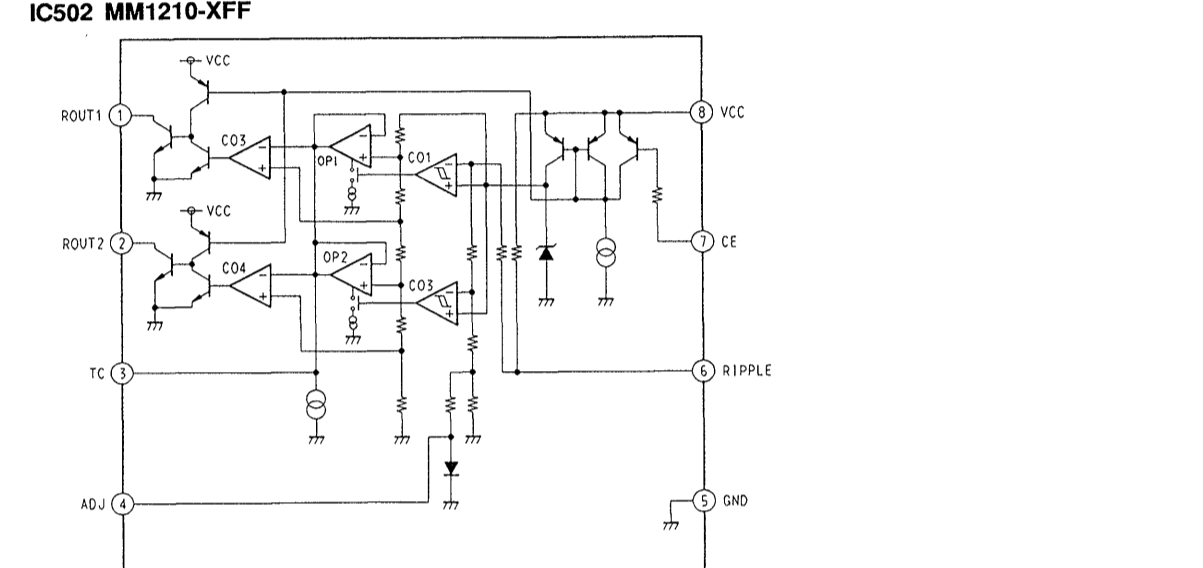 IC502 MM1210-XFF
VCC
ROUT1 1
8 VCC
CO3
- +
OP1
- +
CO1
- +
VCC
ROUT2 2
7 CE
CO4
- +
OP2
- +
CO3
- +
TC 3
6 RIPPLE
ADJ 4
5 GND